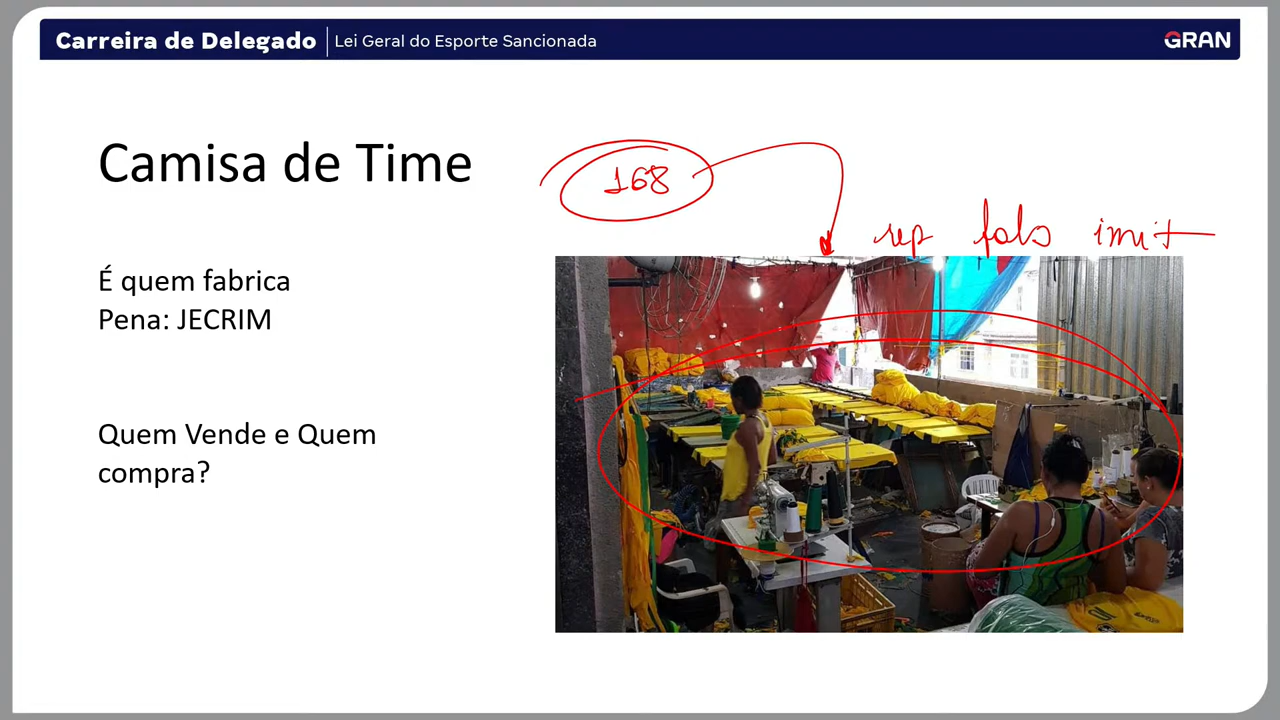 Carreira de Delegado Lei Geral do Esporte Sancionada GRAN
Camisa de Time
168
rep fals imit
É quem fabrica
Pena: JECRIM
Quem Vende e Quem
compra?